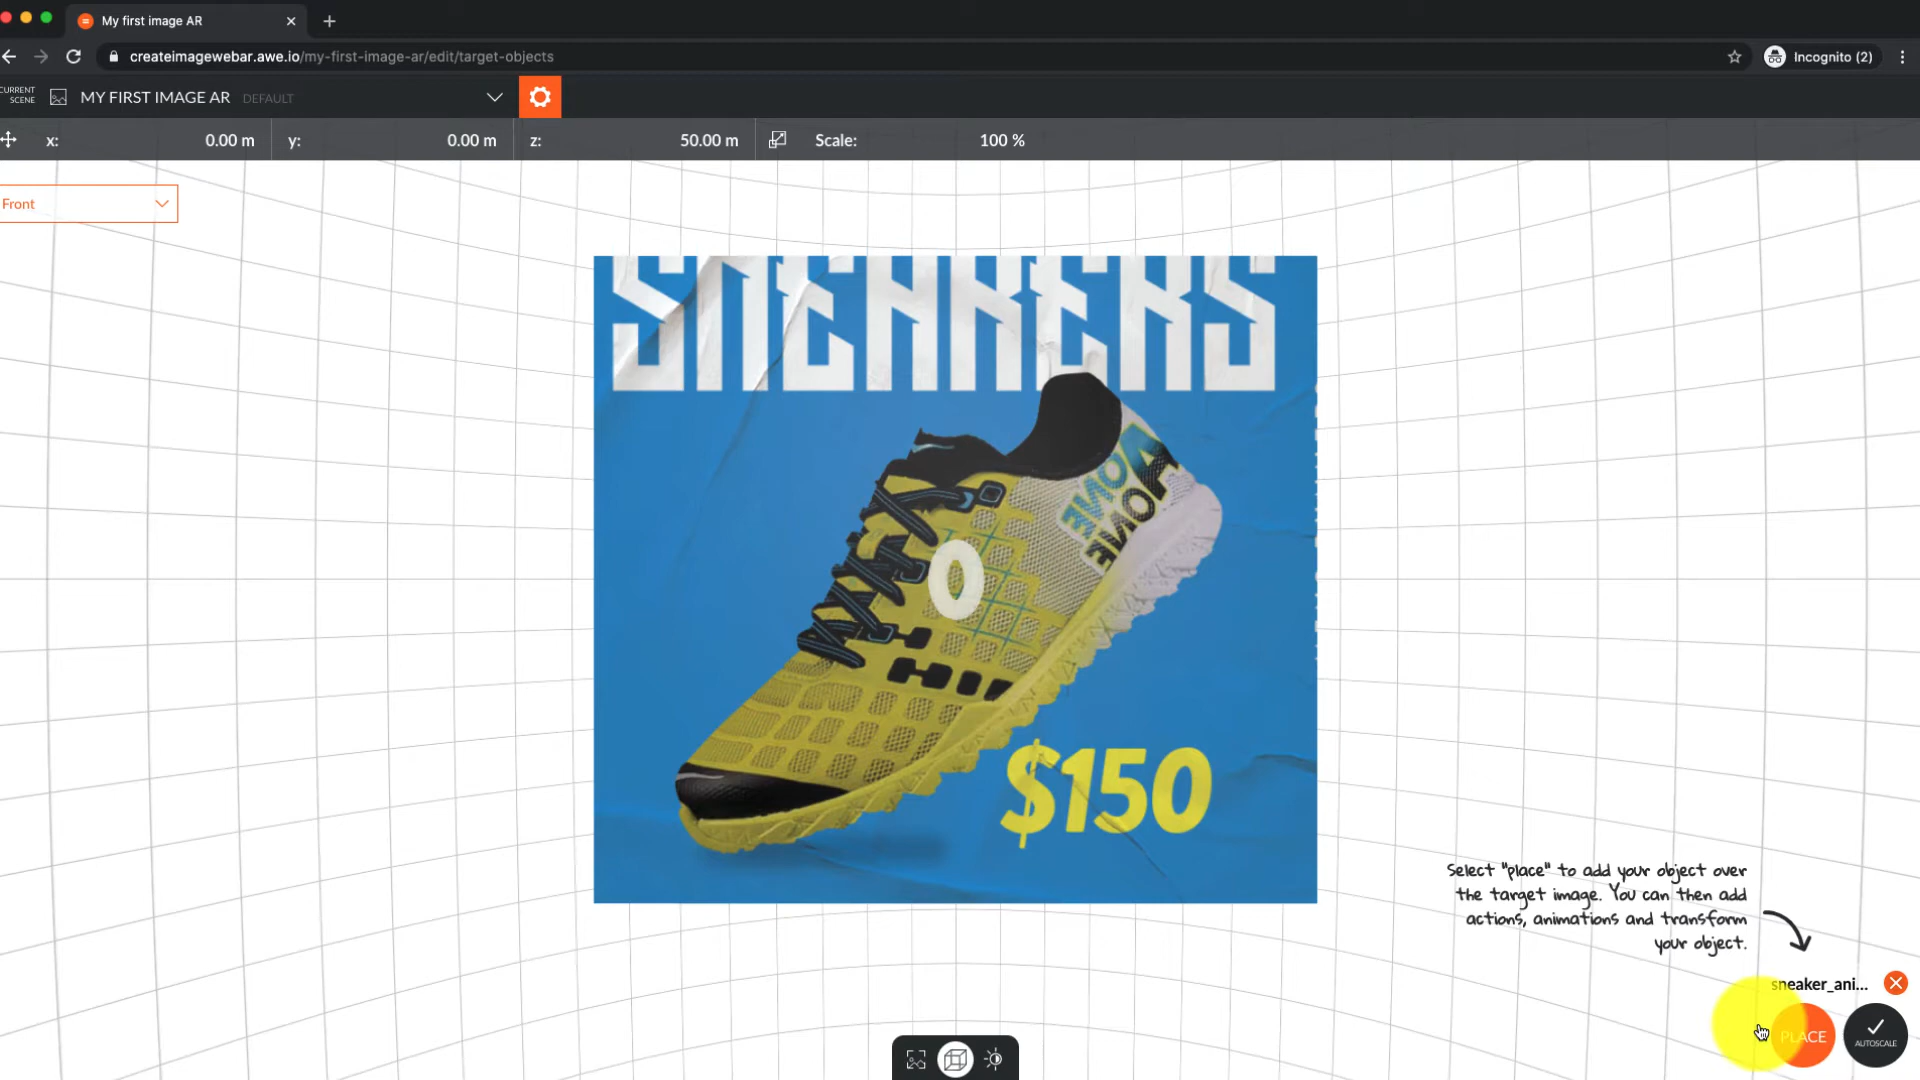 My first image AR
createimagewebar.awe.io/my-first-image-ar/edit/target-objects
Incognito (2)
CURRENT
SCENE
MY FIRST IMAGE AR DEFAULT
x: 0.00 m y: 0.00 m z: 50.00 m Scale: 100 %
Front
SNEAKERS
AONE
AONE
0
$150
Select "place" to add your object over
the target image. You can then add
actions, animations and transform
your object.
sneaker_ani...
PLACE
AUTOSCALE